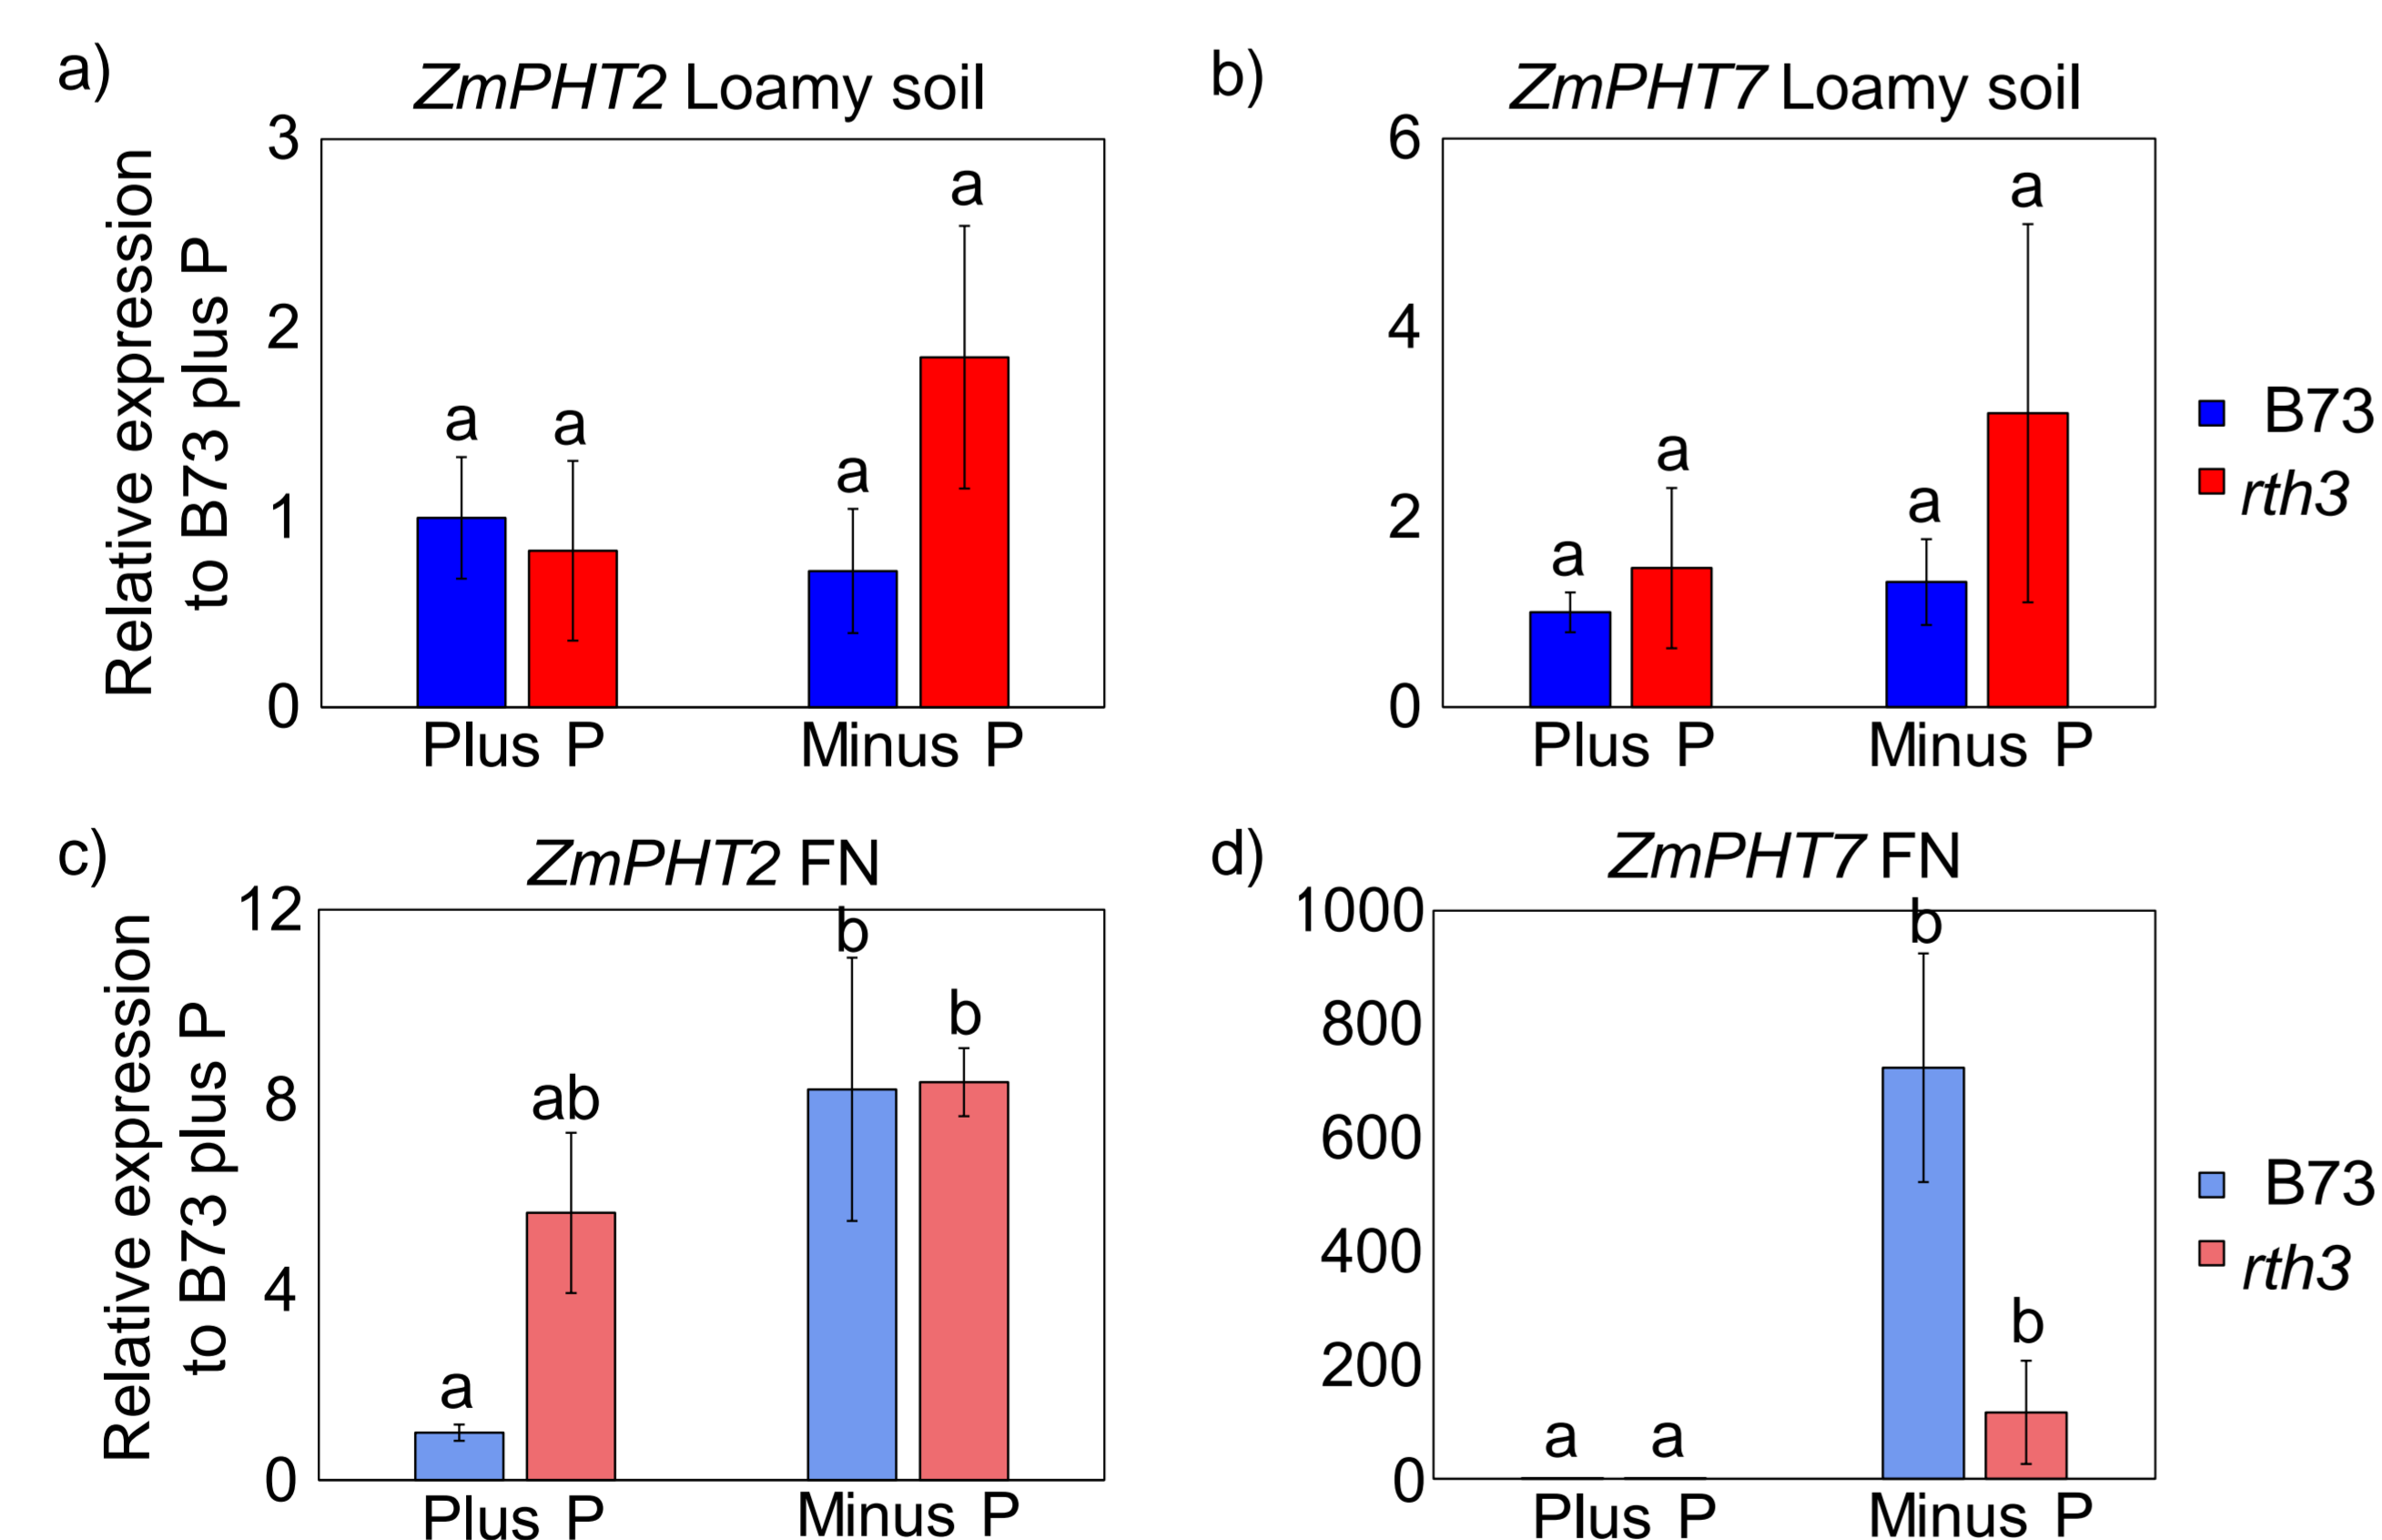 a)
ZmPHT2 Loamy soil
Relative expression
to B73 plus P
3
2
1
0
a
a
a
a
Plus P
Minus P
b)
ZmPHT7 Loamy soil
6
4
2
0
a
a
a
a
Plus P
Minus P
B73
rth3
c)
ZmPHT2 FN
Relative expression
to B73 plus P
12
8
4
0
a
ab
b
b
Plus P
Minus P
d)
ZmPHT7 FN
1000
800
600
400
200
0
a
a
b
b
Plus P
Minus P
B73
rth3